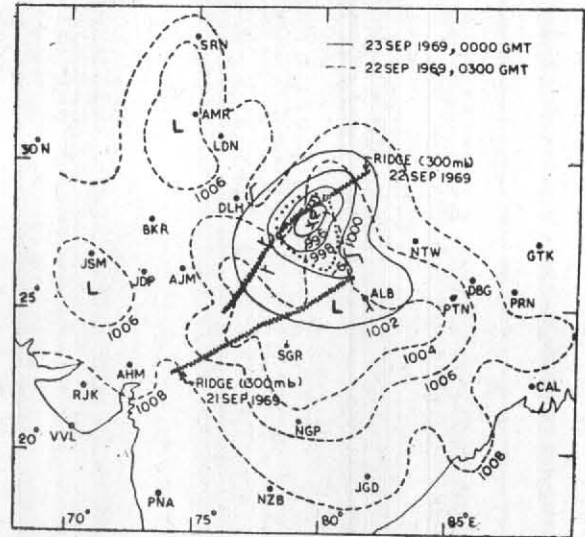 SRN
23 SEP 1969, 0000 GMT
22 SEP 1969, 0300 GMT
L
AMR
LDN
30 N
1006
RIDGE (300mb)
22 SEP 1969
DLH
BKR
996
998
1000
NTW
GTK
JSM
JDP
AJM
L
ALB
DBG
PTN
PRN
25
L
1002
1006
1004
SGR
1006
AHM
1008
RIDGE (300mb)
21 SEP 1969
RJK
CAL
VVL
NGP
20
1008
PNA
NZB
JGD
70°
75°
80°
85°E